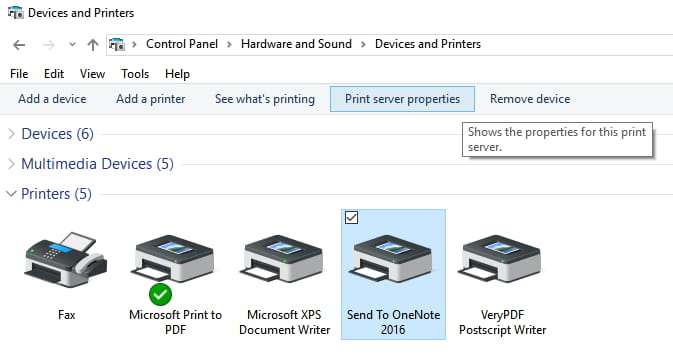 Devices and Printers
Control Panel > Hardware and Sound > Devices and Printers
File Edit View Tools Help
Add a device Add a printer See what's printing Print server properties Remove device
Shows the properties for this print
server.
Devices (6)
Multimedia Devices (5)
Printers (5)
Fax
Microsoft Print to
PDF
Microsoft XPS
Document Writer
Send To OneNote
2016
VeryPDF
Postscript Writer